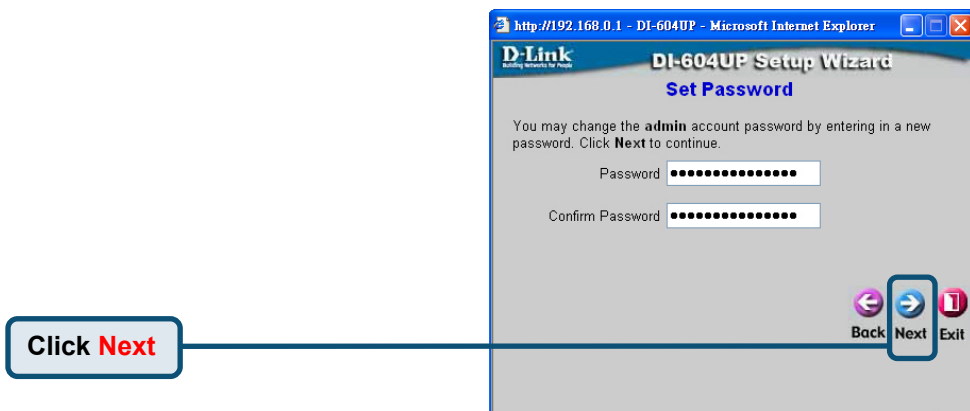 http://192.168.0.1 - DI-604UP - Microsoft Internet Explorer
D-Link
Building Networks for People
DI-604UP Setup Wizard
Set Password
You may change the admin account password by entering in a new
password. Click Next to continue.
Password ●●●●●●●●●●●●●●●
Confirm Password ●●●●●●●●●●●●●●●
Back Next Exit
Click Next